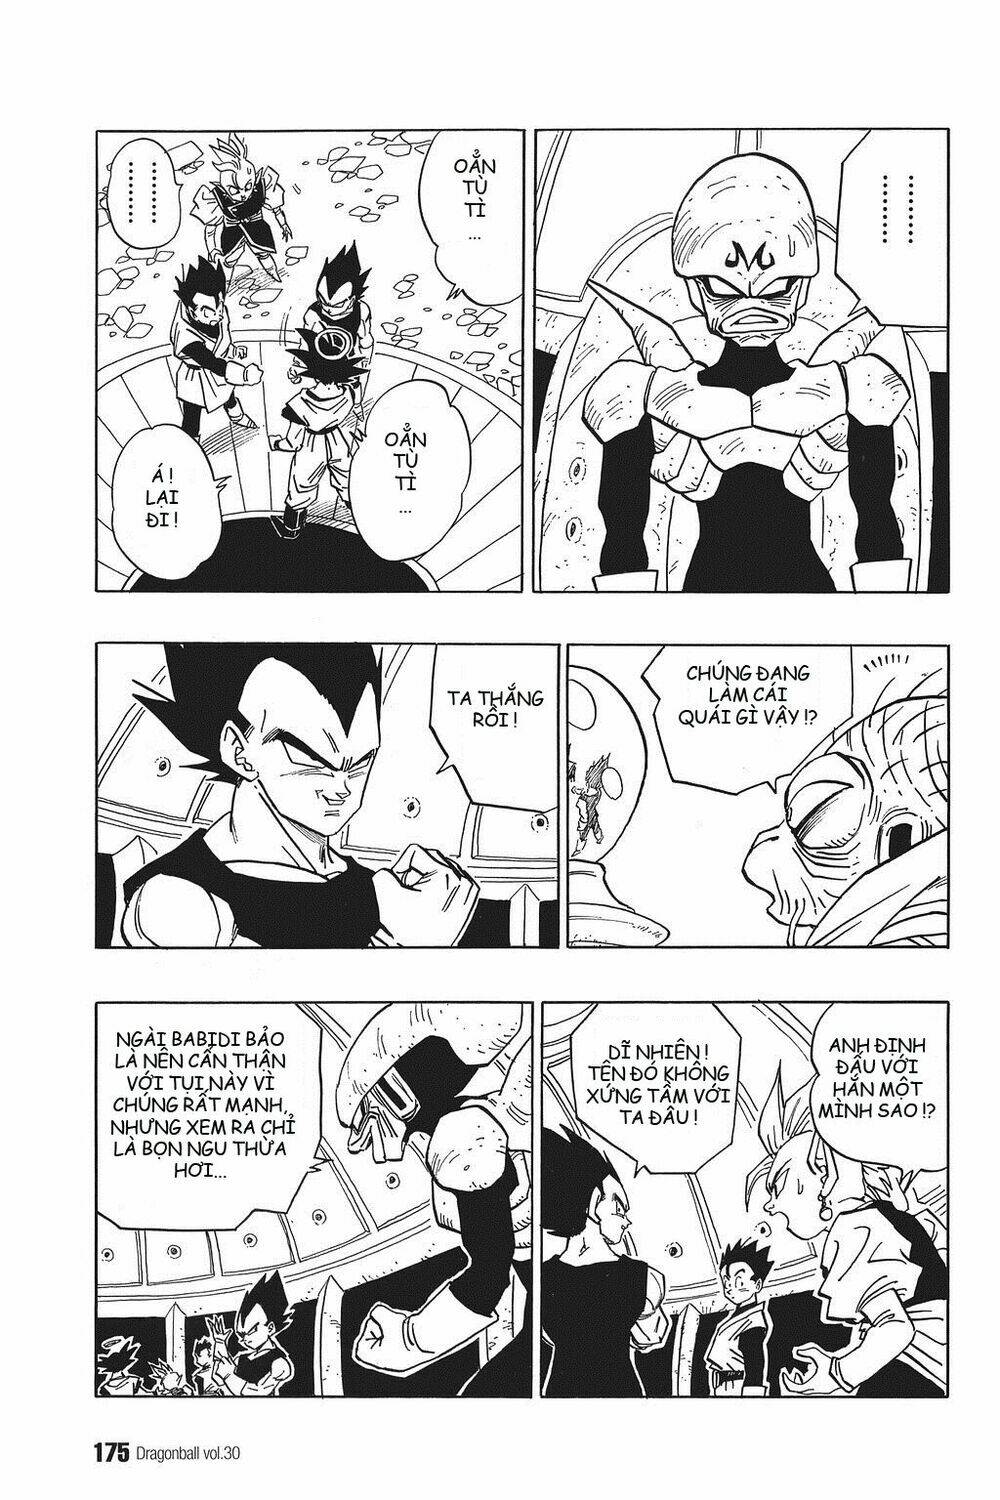 ........
OẲN
TÙ
TÌ
...
........
OẲN
TÙ
TÌ
...
Á !
LẠI
ĐI !
CHÚNG ĐANG
LÀM CÁI
QUÁI GÌ VẬY !?
TA THẮNG
RỒI !
ANH ĐỊNH
ĐẤU VỚI
HẮN MỘT
MÌNH SAO !?
DĨ NHIÊN !
TÊN ĐÓ KHÔNG
XỨNG TẦM VỚI
TA ĐÂU !
NGÀI BABIDI BẢO
LÀ NÊN CẨN THẬN
VỚI TỤI NÀY VÌ
CHÚNG RẤT MẠNH,
NHƯNG XEM RA CHỈ
LÀ BỌN NGU THỪA
HƠI...
175 Dragonball vol.30